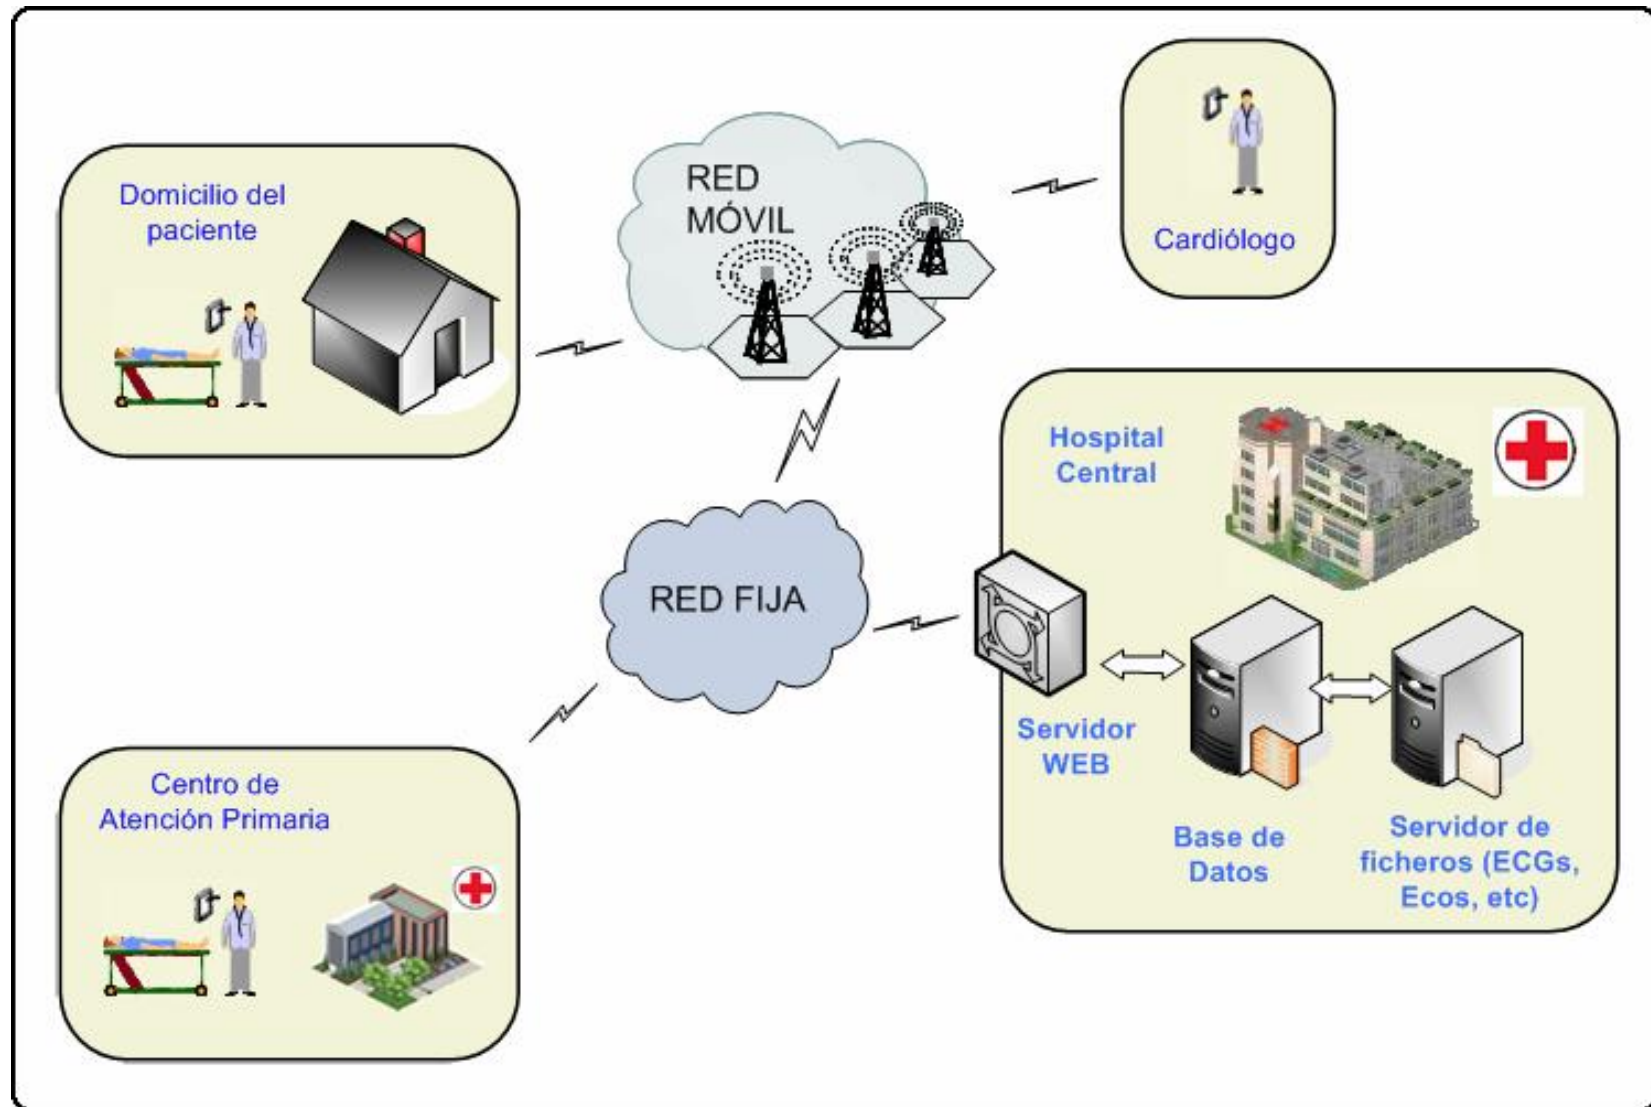 Domicilio del
paciente
RED
MÓVIL
Cardiólogo
Hospital
Central
RED FIJA
Servidor
WEB
Base de
Datos
Servidor de
ficheros (ECGs,
Ecos, etc)
Centro de
Atención Primaria